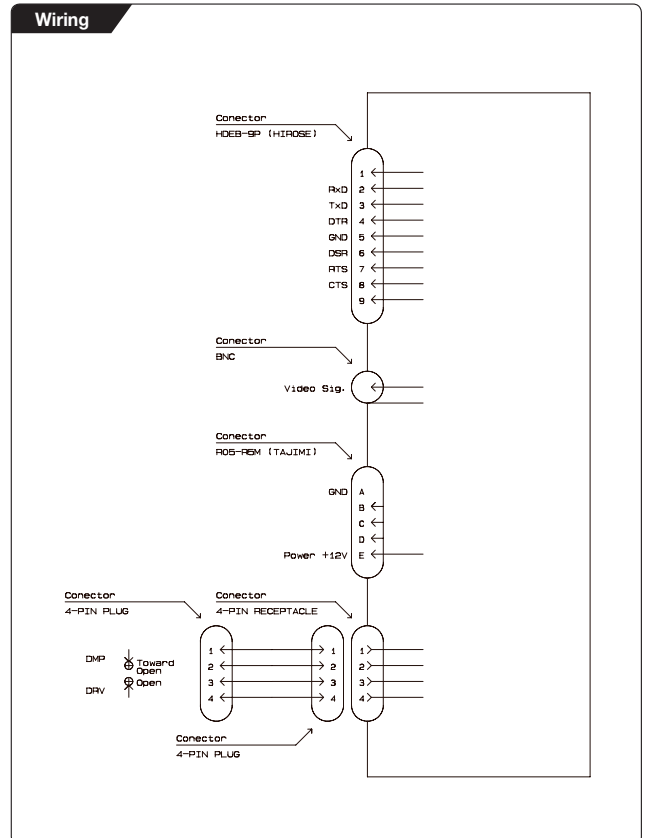 Wiring
Conector
HDEB-9P (HIROSE)
1
RxD 2
TxD 3
DTR 4
GND 5
DSR 6
RTS 7
CTS 8
9
Conector
BNC
Video Sig.
Conector
R05-R5M (TAJIMI)
GND A
B
C
D
Power +12V E
Conector
4-PIN PLUG
Conector
4-PIN RECEPTACLE
DMP
Toward
Open
Open
DRV
1 1 1
2 2 2
3 3 3
4 4 4
Conector
4-PIN PLUG